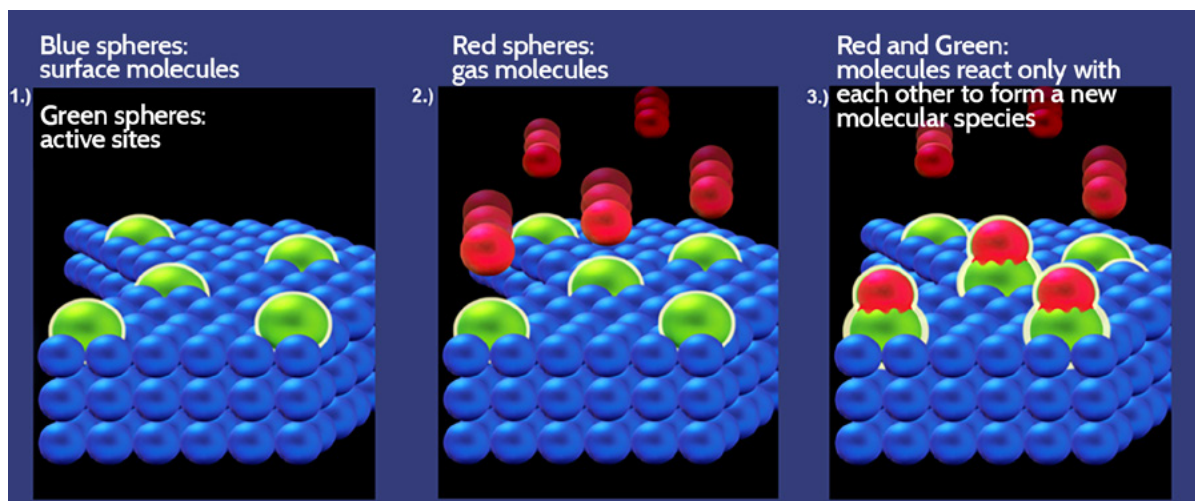 Blue spheres:
surface molecules
1.)
Green spheres:
active sites
Red spheres:
gas molecules
2.)
Red and Green:
molecules react only with
3.)
each other to form a new
molecular species